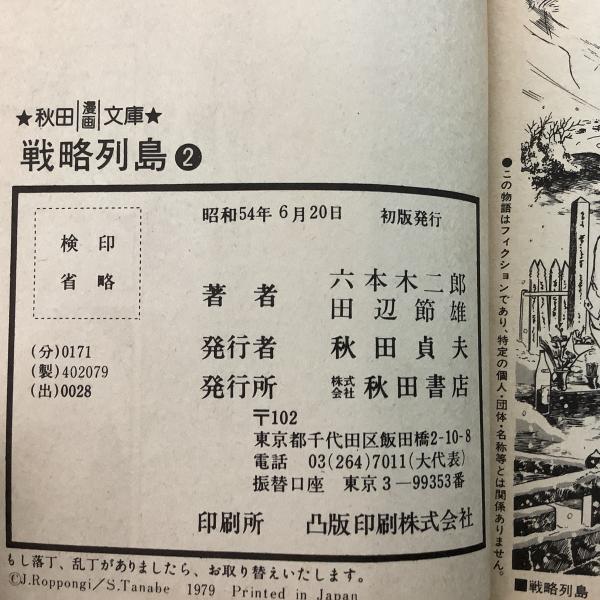 ★秋田漫画文庫★
戦略列島❷
昭和54年6月20日 初版発行
検印
省略
著者 六本木二郎
田辺節雄
(分)0171
(製)402079
(出)0028
発行者 秋田貞夫
発行所 株式会社 秋田書店
〒102
東京都千代田区飯田橋2-10-8
電話 03(264)7011(大代表)
振替口座 東京3-99353番
印刷所 凸版印刷株式会社
もし落丁、乱丁がありましたら、お取り替えいたします。
©J.Roppongi/S.Tanabe 1979 Printed in Japan
●この物語はフィクションであり、特定の個人・団体・名称等とは関係ありません。
■戦略列島